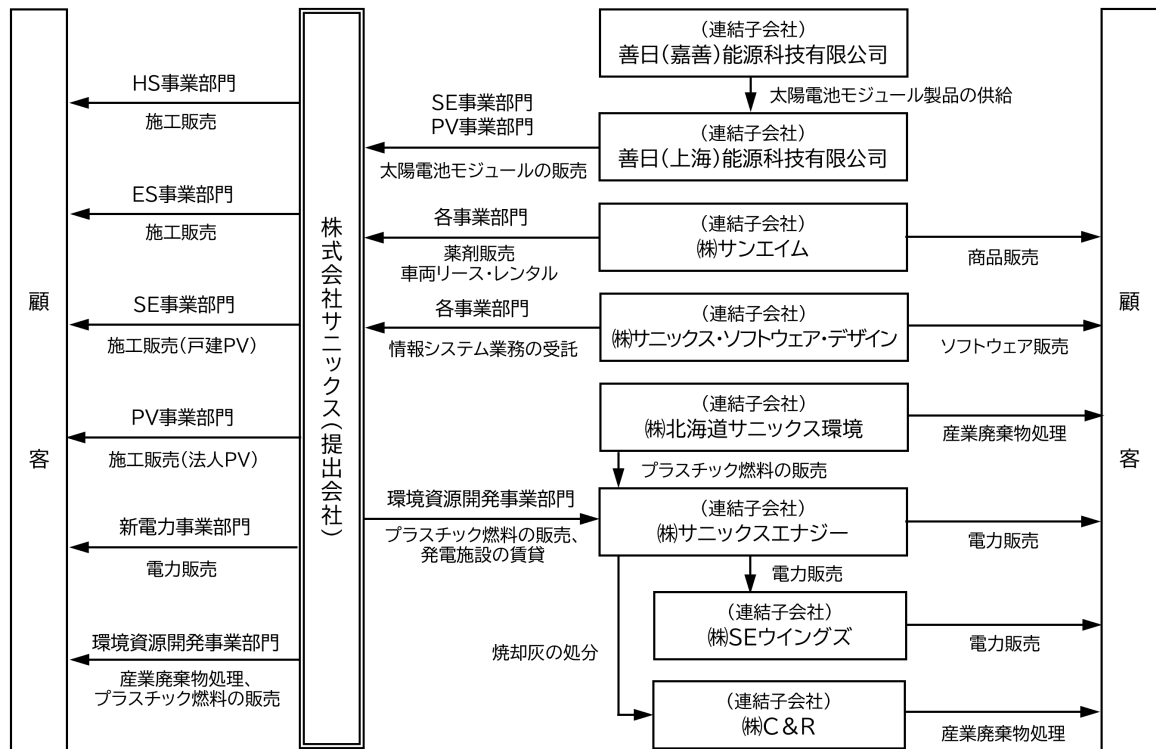 顧客
HS事業部門
施工販売
ES事業部門
施工販売
SE事業部門
施工販売(戸建PV)
PV事業部門
施工販売(法人PV)
新電力事業部門
電力販売
環境資源開発事業部門
産業廃棄物処理、
プラスチック燃料の販売
株式会社サニックス(提出会社)
SE事業部門
PV事業部門
太陽電池モジュールの販売
各事業部門
薬剤販売
車両リース・レンタル
各事業部門
情報システム業務の受託
環境資源開発事業部門
プラスチック燃料の販売、
発電施設の賃貸
(連結子会社)
善日(嘉善)能源科技有限公司
太陽電池モジュール製品の供給
(連結子会社)
善日(上海)能源科技有限公司
(連結子会社)
㈱サンエイム
商品販売
(連結子会社)
㈱サニックス・ソフトウェア・デザイン
ソフトウェア販売
(連結子会社)
㈱北海道サニックス環境
産業廃棄物処理
プラスチック燃料の販売
(連結子会社)
㈱サニックスエナジー
電力販売
電力販売
(連結子会社)
㈱SEウイングズ
電力販売
焼却灰の処分
(連結子会社)
㈱C&R
産業廃棄物処理
顧客